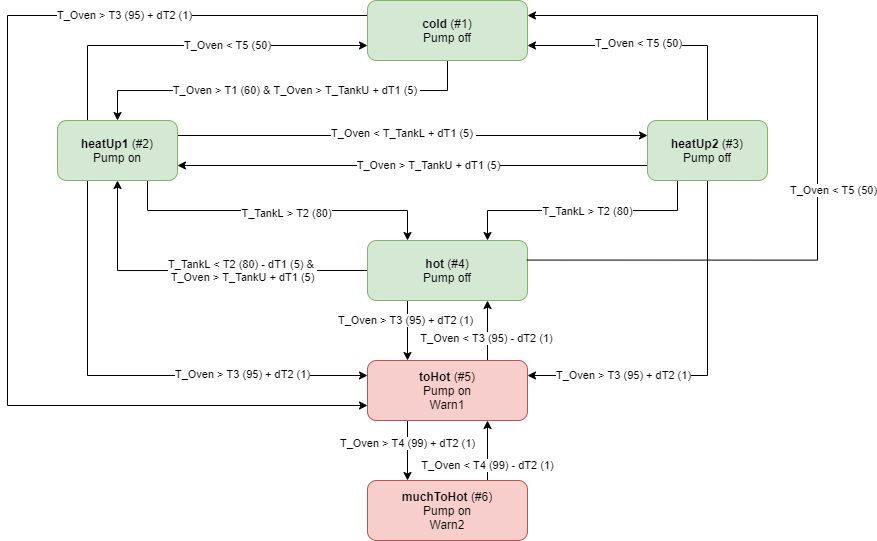 T_Oven > T3 (95) + dT2 (1)
cold (#1)
Pump off
T_Oven < T5 (50)
T_Oven < T5 (50)
T_Oven > T1 (60) & T_Oven > T_TankU + dT1 (5)
heatUp1 (#2)
Pump on
T_Oven < T_TankL + dT1 (5)
heatUp2 (#3)
Pump off
T_Oven > T_TankU + dT1 (5)
T_Oven < T5 (50)
T_TankL > T2 (80)
T_TankL > T2 (80)
T_TankL < T2 (80) - dT1 (5) &
T_Oven > T_TankU + dT1 (5)
hot (#4)
Pump off
T_Oven > T3 (95) + dT2 (1)
T_Oven < T3 (95) - dT2 (1)
T_Oven > T3 (95) + dT2 (1)
toHot (#5)
Pump on
Warn1
T_Oven > T3 (95) + dT2 (1)
T_Oven > T4 (99) + dT2 (1)
T_Oven < T4 (99) - dT2 (1)
muchToHot (#6)
Pump on
Warn2